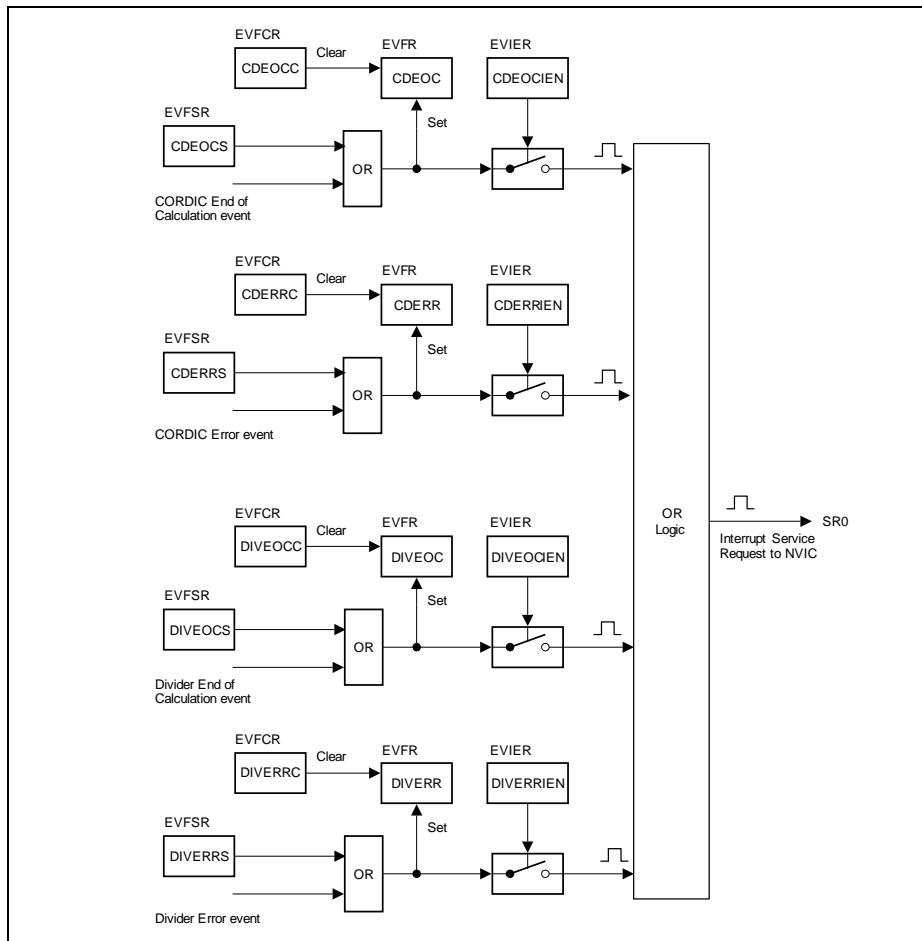 EVFCR
Clear
EVFR
EVIER
CDEOCC
CDEOC
CDEOCIEN
EVFSR
Set
CDEOCS
OR
CORDIC End of
Calculation event
EVFCR
Clear
EVFR
EVIER
CDERRC
CDERR
CDERRIEN
EVFSR
Set
CDERRS
OR
CORDIC Error event
OR
Logic
SR0
Interrupt Service
Request to NVIC
EVFCR
Clear
EVFR
EVIER
DIVEOCC
DIVEOC
DIVEOCIEN
EVFSR
Set
DIVEOCS
OR
Divider End of
Calculation event
EVFCR
Clear
EVFR
EVIER
DIVERRC
DIVERR
DIVERRIEN
EVFSR
Set
DIVERRS
OR
Divider Error event